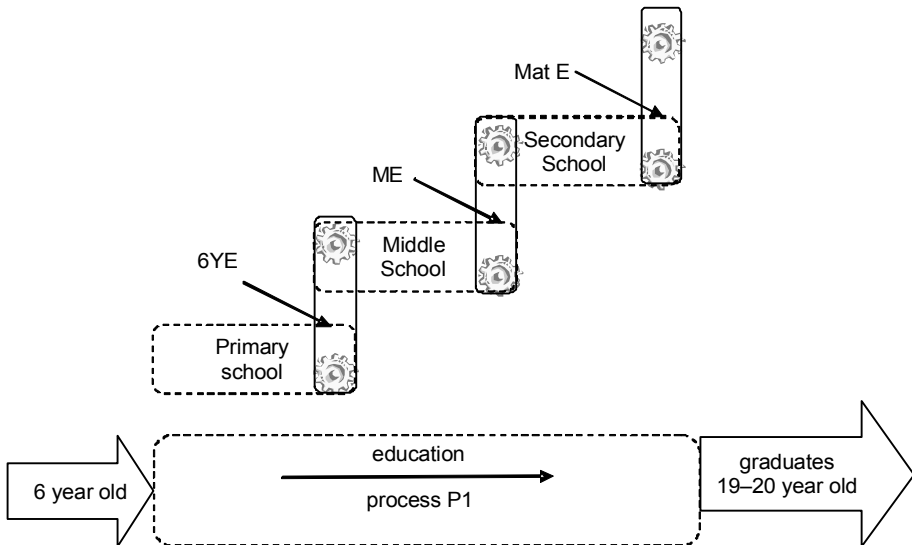 Mat E
Secondary
School
ME
Middle
School
6YE
Primary
school
6 year old
education
process P1
graduates
19–20 year old